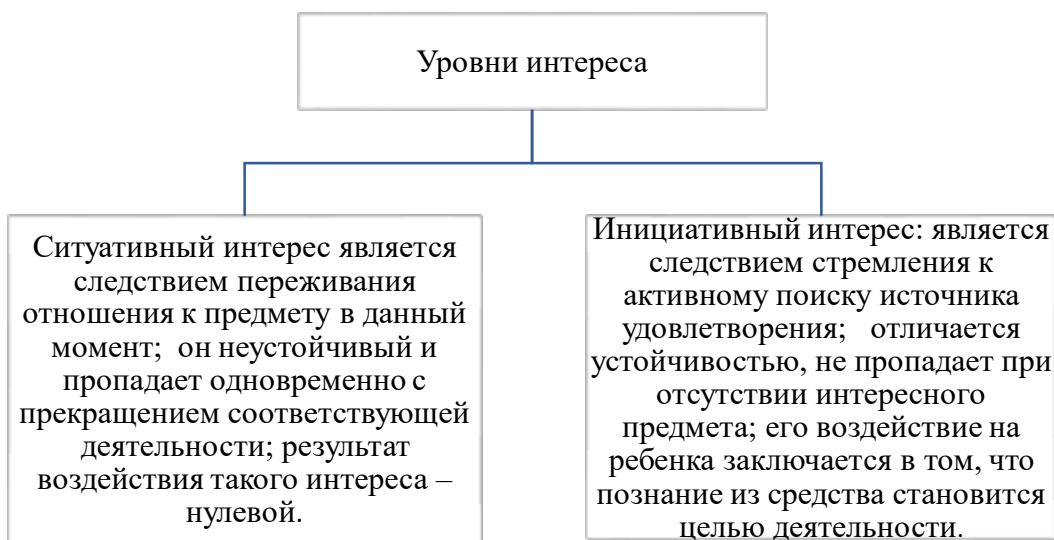 Уровни интереса
Ситуативный интерес является
следствием переживания
отношения к предмету в данный
момент; он неустойчивый и
пропадает одновременно с
прекращением соответствующей
деятельности; результат
воздействия такого интереса –
нулевой.
Инициативный интерес: является
следствием стремления к
активному поиску источника
удовлетворения; отличается
устойчивостью, не пропадает при
отсутствии интересного
предмета; его воздействие на
ребенка заключается в том, что
познание из средства становится
целью деятельности.